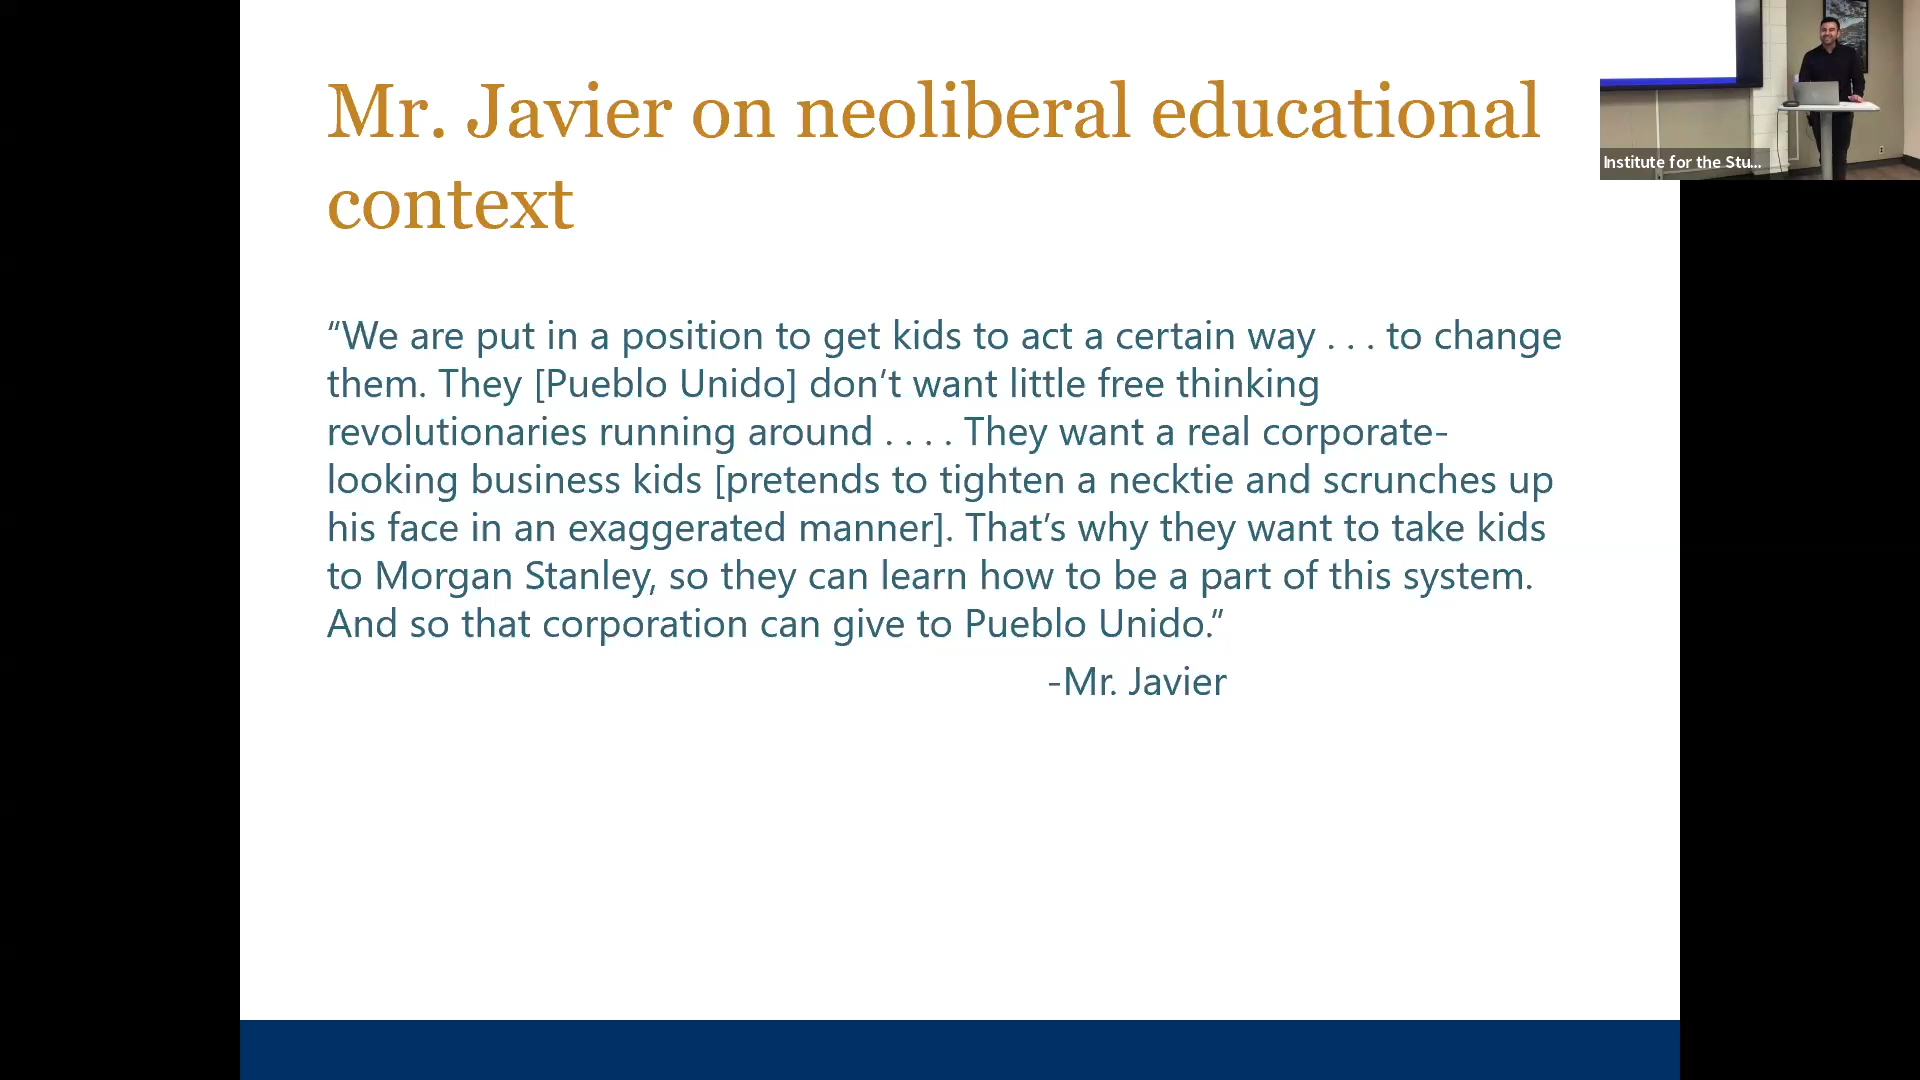 Mr. Javier on neoliberal educational
context
“We are put in a position to get kids to act a certain way . . . to change
them. They [Pueblo Unido] don’t want little free thinking
revolutionaries running around . . . . They want a real corporate-
looking business kids [pretends to tighten a necktie and scrunches up
his face in an exaggerated manner]. That’s why they want to take kids
to Morgan Stanley, so they can learn how to be a part of this system.
And so that corporation can give to Pueblo Unido.”
-Mr. Javier
Institute for the Stu...